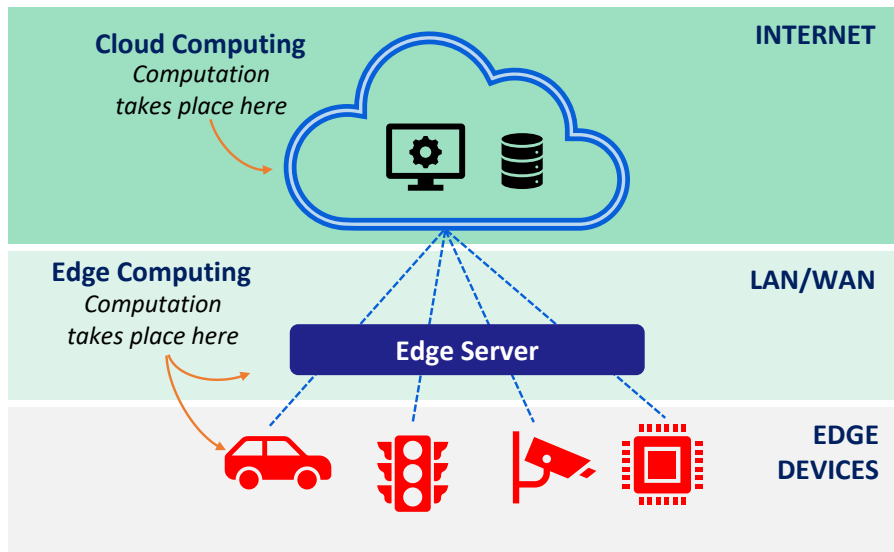 Cloud Computing
Computation
takes place here
INTERNET
Edge Computing
Computation
takes place here
LAN/WAN
Edge Server
EDGE
DEVICES